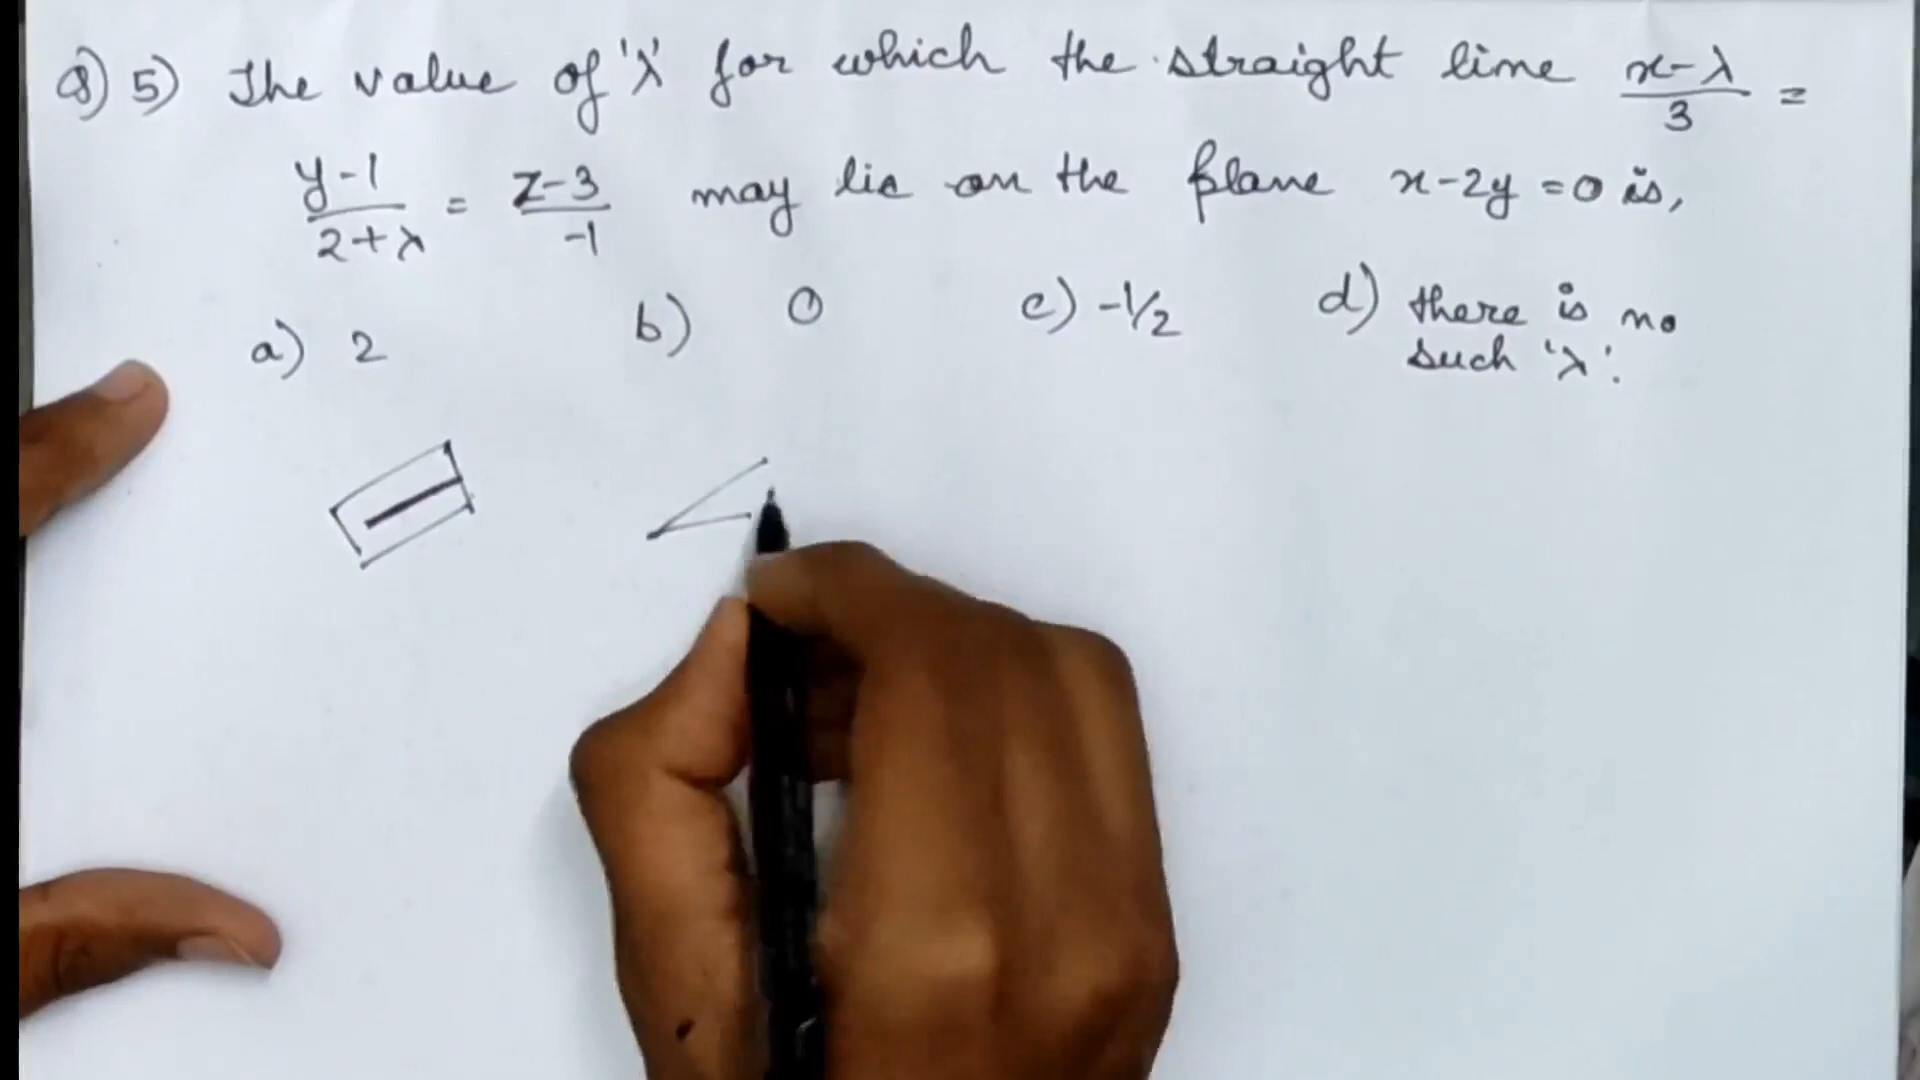 Q) 5) The value of 'λ' for which the straight line (x-λ)/3 =
(y-1)/(2+λ) = (z-3)/-1 may lie on the plane x-2y=0 is,
a) 2 b) 0 c) -1/2 d) there is no
such 'λ'.